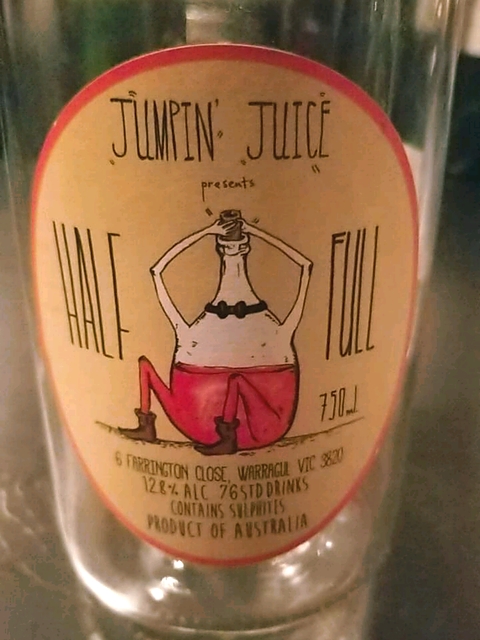 JUMPIN' JUICE
presents
HALF FULL
750mL
6 FARRINGTON CLOSE, WARRAGUL VIC 3820
12.8% ALC 7.6 STD DRINKS
CONTAINS SULPHITES
PRODUCT OF AUSTRALIA